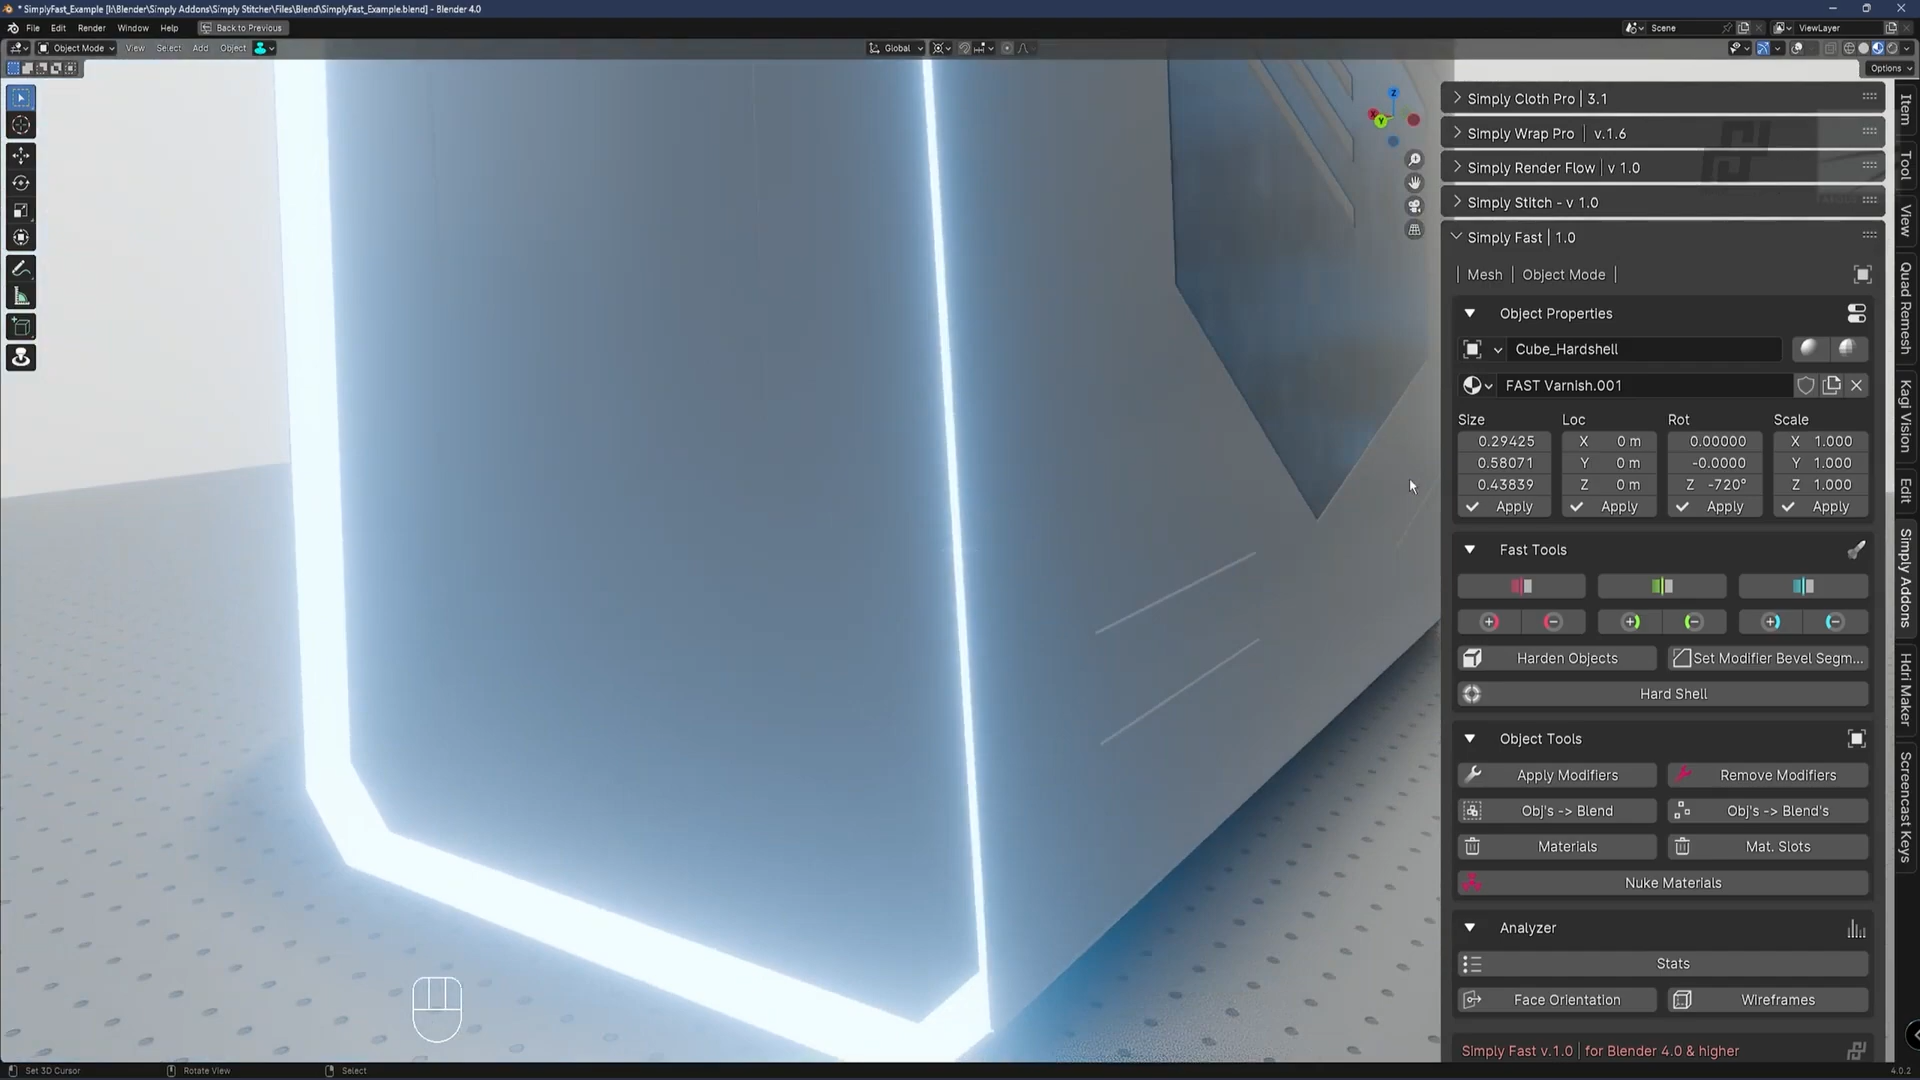 * SimplyFast_Example [I:\Blender\Simply Addons\Simply Stitcher\Files\Blend\SimplyFast_Example.blend] - Blender 4.0
File Edit Render Window Help Back to Previous
Scene
ViewLayer
Object Mode View Select Add Object
Global
Options
Simply Cloth Pro | 3.1
Simply Wrap Pro | v.1.6
Simply Render Flow | v 1.0
Simply Stitch - v 1.0
Simply Fast | 1.0
| Mesh | Object Mode |
Object Properties
Cube_Hardshell
FAST Varnish.001
Size Loc Rot Scale
0.29425 X 0 m 0.00000 X 1.000
0.58071 Y 0 m -0.0000 Y 1.000
0.43839 Z 0 m Z -720° Z 1.000
Apply Apply Apply Apply
Fast Tools
Harden Objects Set Modifier Bevel Segm...
Hard Shell
Object Tools
Apply Modifiers Remove Modifiers
Obj's -> Blend Obj's -> Blend's
Materials Mat. Slots
Nuke Materials
Analyzer
Stats
Face Orientation Wireframes
Simply Fast v.1.0 | for Blender 4.0 & higher
Item
Tool
View
Quad Remesh
Kagi Vision
Edit
Simply Addons
Hdri Maker
Screencast Keys
X
Y
Z
Set 3D Cursor Rotate View Select
4.0.2